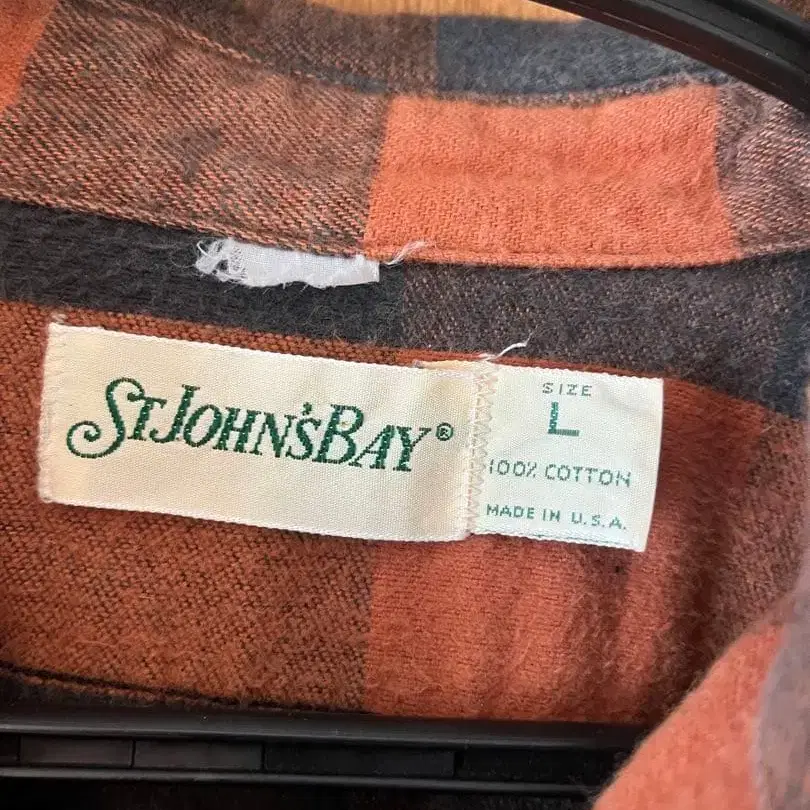 ST JOHN'S BAY®
SIZE
L
100% COTTON
MADE IN U.S.A.